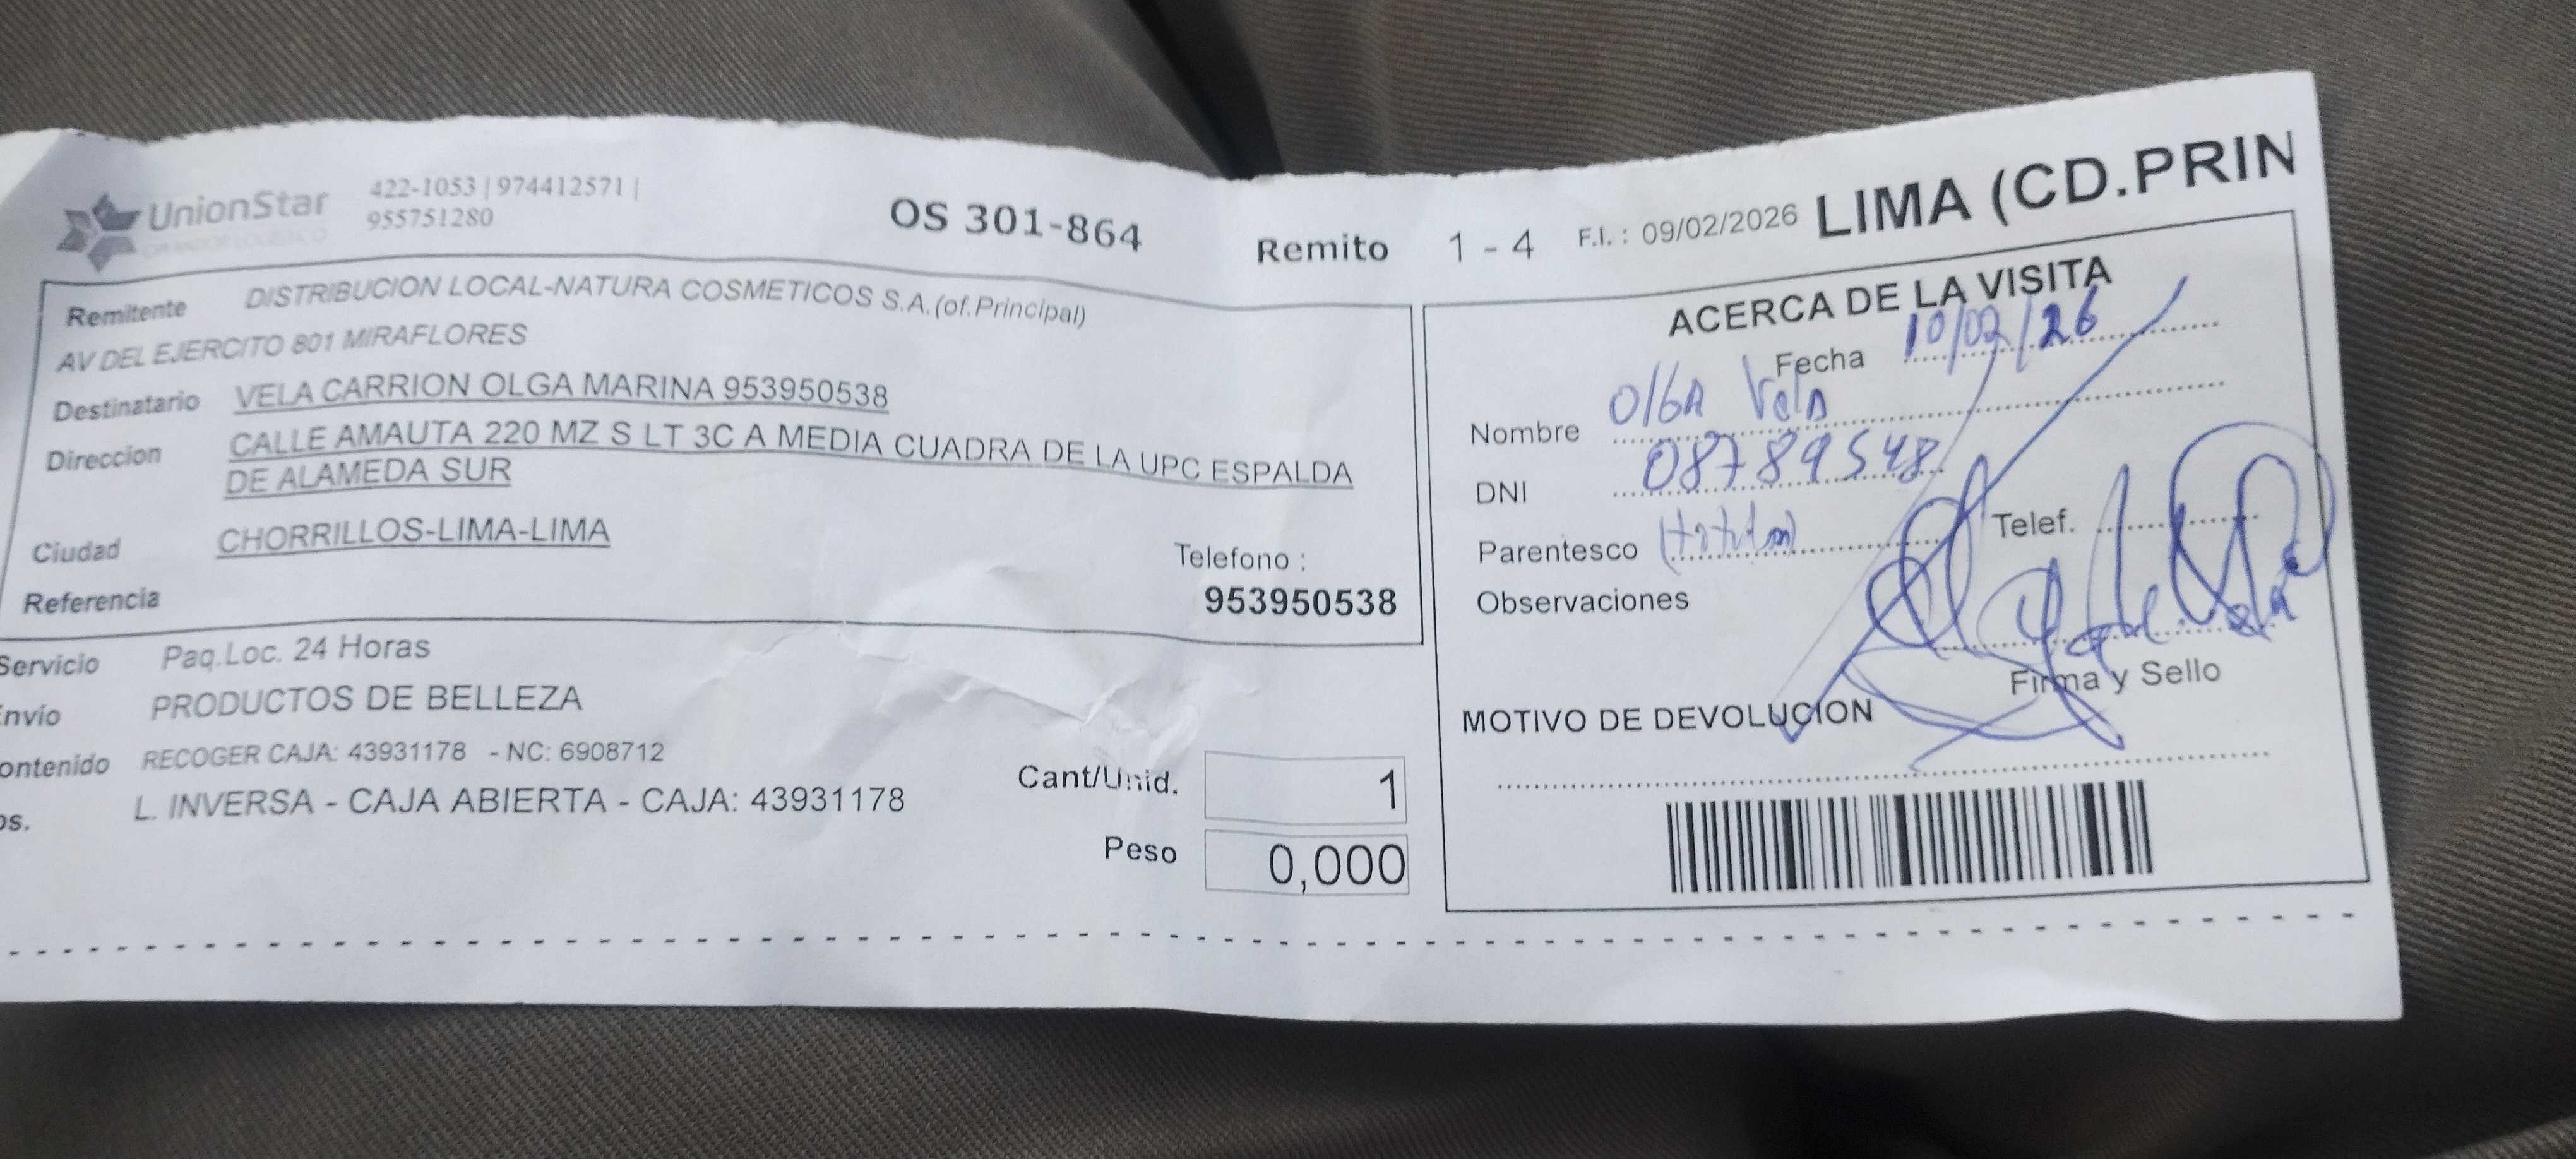 UnionStar
OPERADOR LOGISTICO
422-1053 | 974412571 |
955751280
OS 301-864
Remito 1 - 4
F.I. : 09/02/2026
LIMA (CD.PRIN
Remitente DISTRIBUCION LOCAL-NATURA COSMETICOS S.A.(of.Principal)
AV DEL EJERCITO 801 MIRAFLORES
Destinatario VELA CARRION OLGA MARINA 953950538
Direccion CALLE AMAUTA 220 MZ S LT 3C A MEDIA CUADRA DE LA UPC ESPALDA
DE ALAMEDA SUR
Ciudad CHORRILLOS-LIMA-LIMA
Telefono :
Referencia
953950538
Servicio Paq.Loc. 24 Horas
Envio PRODUCTOS DE BELLEZA
ontenido RECOGER CAJA: 43931178 - NC: 6908712
os. L. INVERSA - CAJA ABIERTA - CAJA: 43931178
Cant/Unid. 1
Peso 0,000
ACERCA DE LA VISITA
Fecha 10/02/26
Nombre OlGA Vela
DNI 08789548
Parentesco
Telef.
Observaciones
Firma y Sello
MOTIVO DE DEVOLUCION